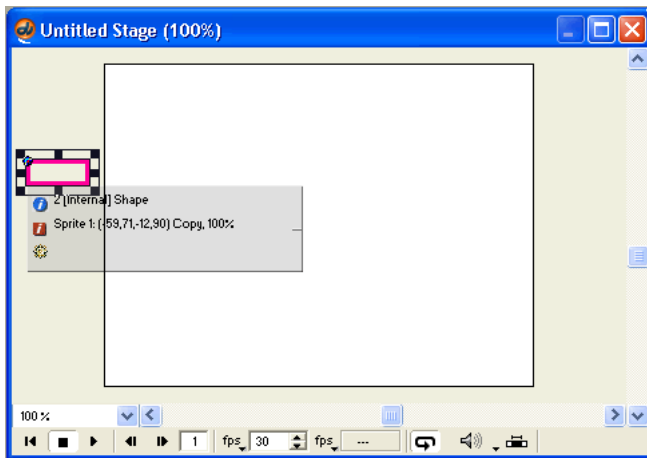 Untitled Stage (100%)
2 [Internal] Shape
Sprite 1: (-59,71,-12,90) Copy, 100%
100%
1 fps 30 fps ---